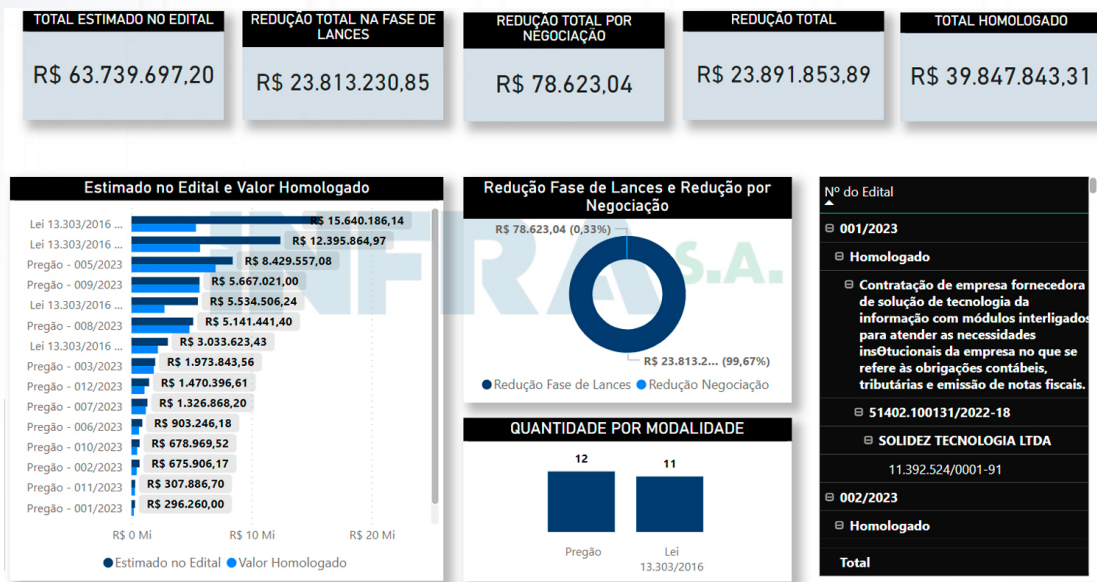 TOTAL ESTIMADO NO EDITAL
R$ 63.739.697,20
REDUÇÃO TOTAL NA FASE DE
LANCES
R$ 23.813.230,85
REDUÇÃO TOTAL POR
NEGOCIAÇÃO
R$ 78.623,04
REDUÇÃO TOTAL
R$ 23.891.853,89
TOTAL HOMOLOGADO
R$ 39.847.843,31
Estimado no Edital e Valor Homologado
Lei 13.303/2016 ... R$ 15.640.186,14
Lei 13.303/2016 ... R$ 12.395.864,97
Pregão - 005/2023 R$ 8.429.557,08
Pregão - 009/2023 R$ 5.667.021,00
Lei 13.303/2016 ... R$ 5.534.506,24
Pregão - 008/2023 R$ 5.141.441,40
Lei 13.303/2016 ... R$ 3.033.623,43
Pregão - 003/2023 R$ 1.973.843,56
Pregão - 012/2023 R$ 1.470.396,61
Pregão - 007/2023 R$ 1.326.868,20
Pregão - 006/2023 R$ 903.246,18
Pregão - 010/2023 R$ 678.969,52
Pregão - 002/2023 R$ 675.906,17
Pregão - 011/2023 R$ 307.886,70
Pregão - 001/2023 R$ 296.260,00
R$ 0 Mi R$ 10 Mi R$ 20 Mi
Estimado no Edital Valor Homologado
INFRA S.A.
Redução Fase de Lances e Redução por
Negociação
R$ 78.623,04 (0,33%)
R$ 23.813.2... (99,67%)
Redução Fase de Lances Redução Negociação
QUANTIDADE POR MODALIDADE
12 11
Pregão Lei
13.303/2016
Nº do Edital
001/2023
Homologado
Contratação de empresa fornecedora
de solução de tecnologia da
informação com módulos interligados
para atender as necessidades
insƟtucionais da empresa no que se
refere às obrigações contábeis,
tributárias e emissão de notas fiscais.
51402.100131/2022-18
SOLIDEZ TECNOLOGIA LTDA
11.392.524/0001-91
002/2023
Homologado
Total